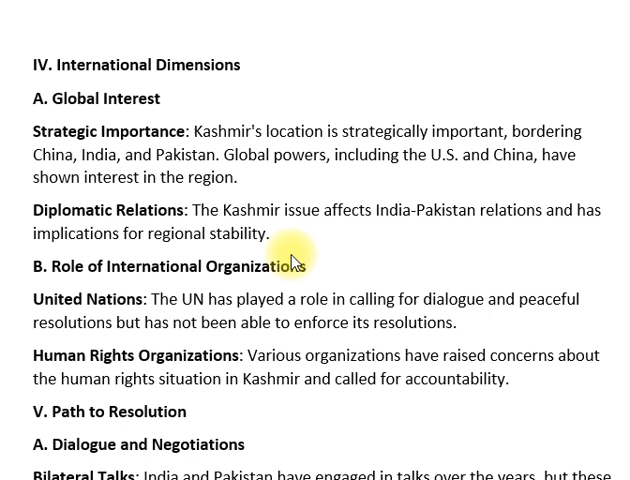 IV. International Dimensions
A. Global Interest
Strategic Importance: Kashmir's location is strategically important, bordering
China, India, and Pakistan. Global powers, including the U.S. and China, have
shown interest in the region.
Diplomatic Relations: The Kashmir issue affects India-Pakistan relations and has
implications for regional stability.
B. Role of International Organizations
United Nations: The UN has played a role in calling for dialogue and peaceful
resolutions but has not been able to enforce its resolutions.
Human Rights Organizations: Various organizations have raised concerns about
the human rights situation in Kashmir and called for accountability.
V. Path to Resolution
A. Dialogue and Negotiations
Bilateral Talks: India and Pakistan have engaged in talks over the years, but these